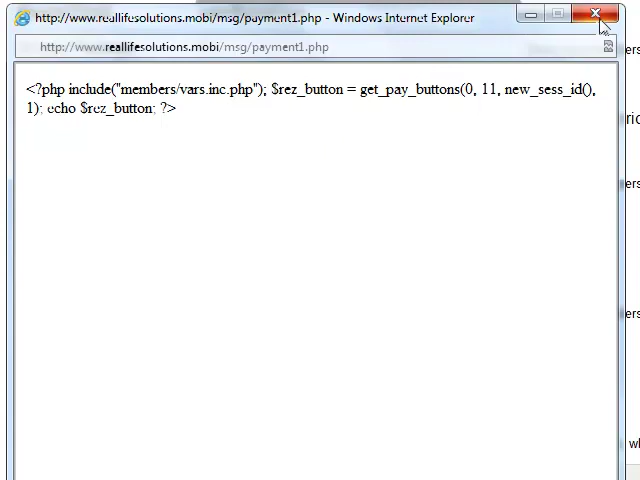 http://www.reallifesolutions.mobi/msg/payment1.php - Windows Internet Explorer
http://www.reallifesolutions.mobi/msg/payment1.php
<?php include("members/vars.inc.php"); $rez_button = get_pay_buttons(0, 11, new_sess_id(),
1); echo $rez_button; ?>